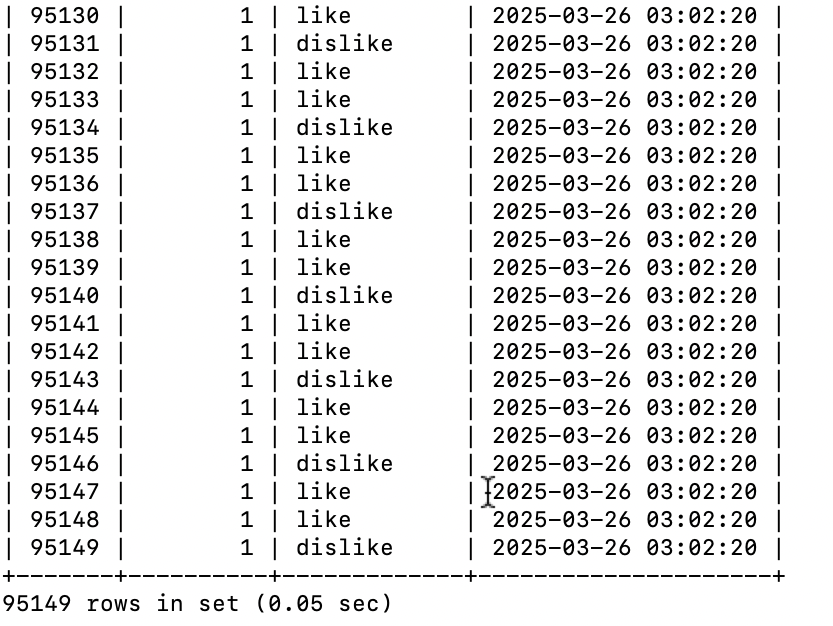 | 95130 |        1 | like        | 2025-03-26 03:02:20 |
| 95131 |        1 | dislike     | 2025-03-26 03:02:20 |
| 95132 |        1 | like        | 2025-03-26 03:02:20 |
| 95133 |        1 | like        | 2025-03-26 03:02:20 |
| 95134 |        1 | dislike     | 2025-03-26 03:02:20 |
| 95135 |        1 | like        | 2025-03-26 03:02:20 |
| 95136 |        1 | like        | 2025-03-26 03:02:20 |
| 95137 |        1 | dislike     | 2025-03-26 03:02:20 |
| 95138 |        1 | like        | 2025-03-26 03:02:20 |
| 95139 |        1 | like        | 2025-03-26 03:02:20 |
| 95140 |        1 | dislike     | 2025-03-26 03:02:20 |
| 95141 |        1 | like        | 2025-03-26 03:02:20 |
| 95142 |        1 | like        | 2025-03-26 03:02:20 |
| 95143 |        1 | dislike     | 2025-03-26 03:02:20 |
| 95144 |        1 | like        | 2025-03-26 03:02:20 |
| 95145 |        1 | like        | 2025-03-26 03:02:20 |
| 95146 |        1 | dislike     | 2025-03-26 03:02:20 |
| 95147 |        1 | like        | 2025-03-26 03:02:20 |
| 95148 |        1 | like        | 2025-03-26 03:02:20 |
| 95149 |        1 | dislike     | 2025-03-26 03:02:20 |
+-------+----------+-------------+---------------------+
95149 rows in set (0.05 sec)